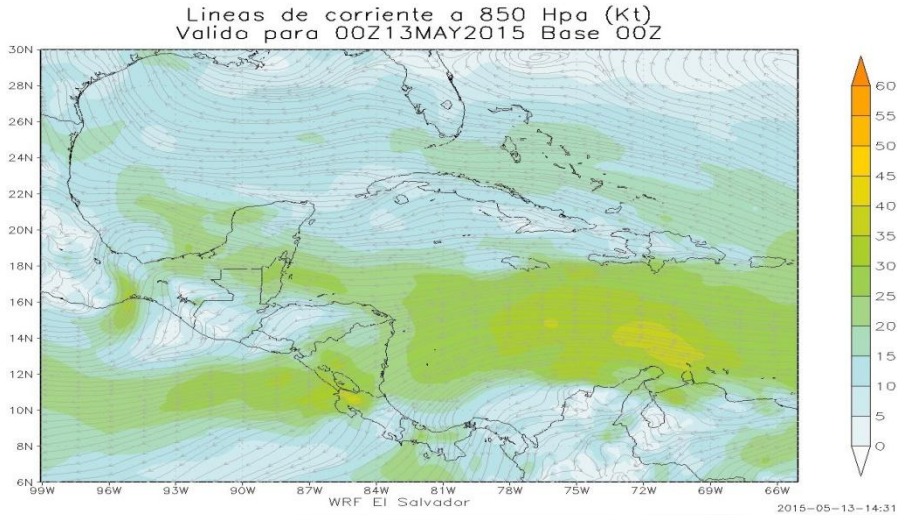 Lineas de corriente a 850 Hpa (Kt)
Valido para 00Z13MAY2015 Base 00Z
30N
28N
26N
24N
22N
20N
18N
16N
14N
12N
10N
8N
6N
99W 96W 93W 90W 87W 84W 81W 78W 75W 72W 69W 66W
60
55
50
45
40
35
30
25
20
15
10
5
0
WRF El Salvador
2015-05-13-14:31